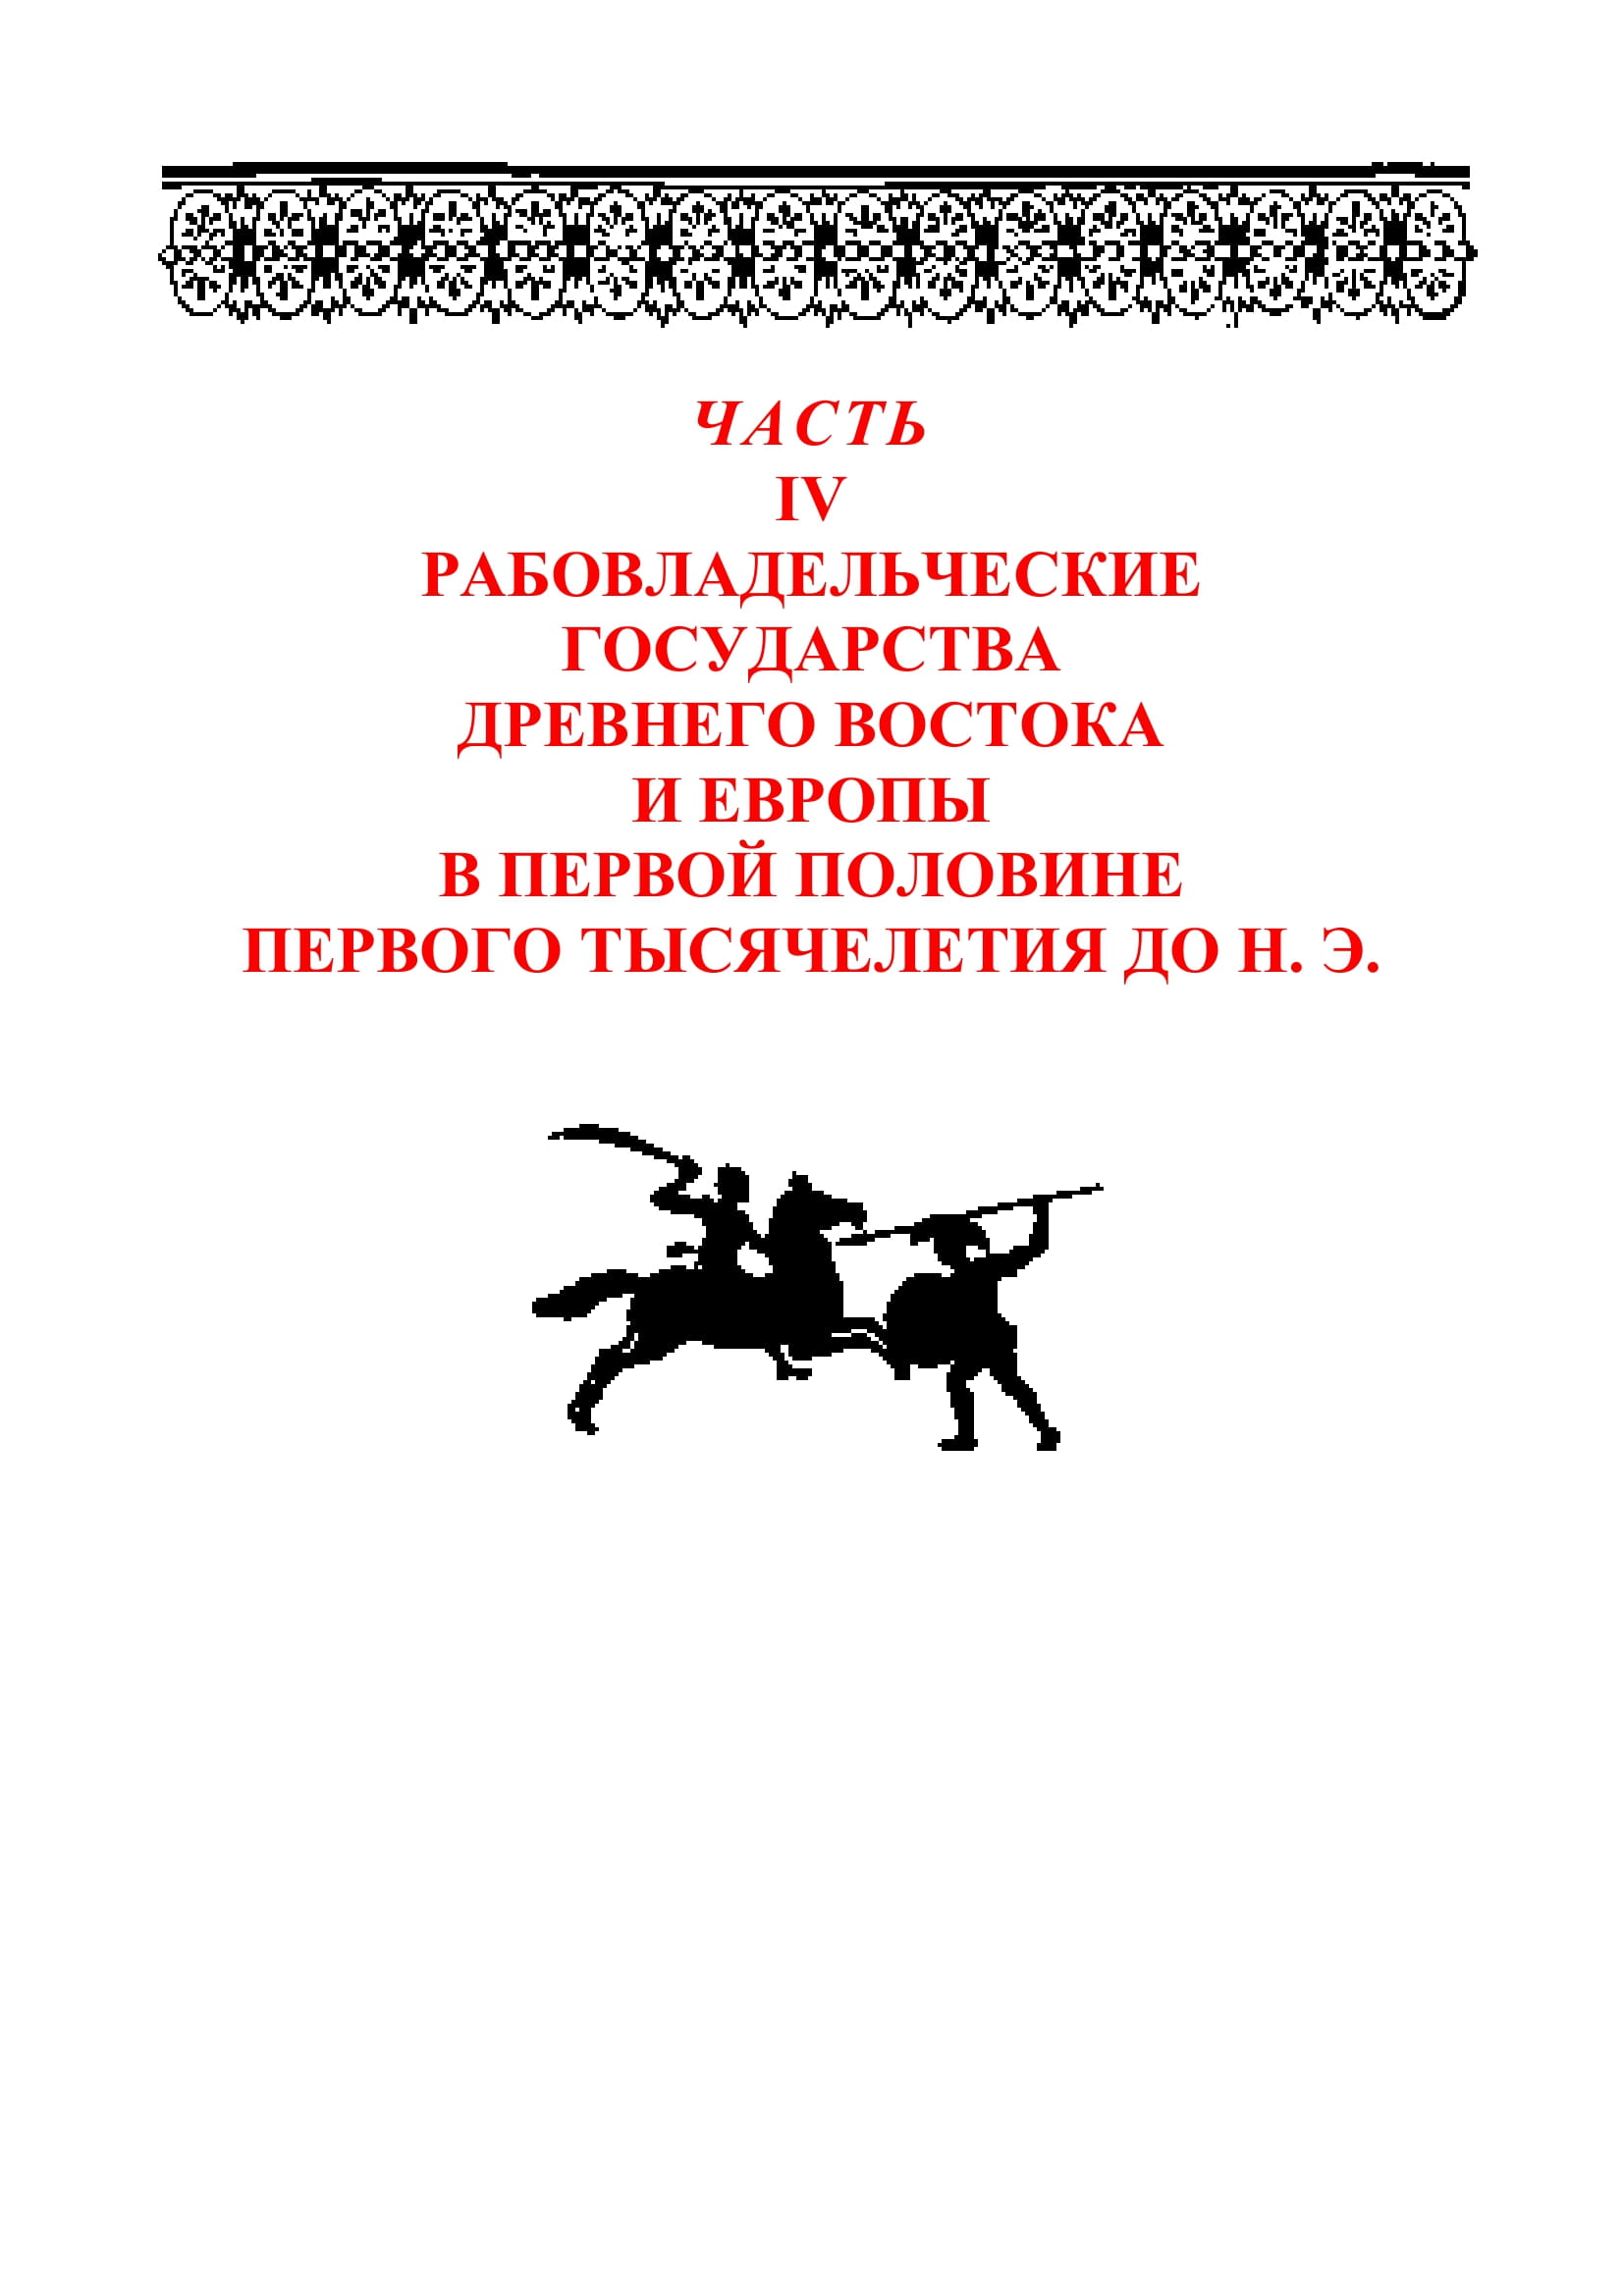 ЧАСТЬ
IV
РАБОВЛАДЕЛЬЧЕСКИЕ
ГОСУДАРСТВА
ДРЕВНЕГО ВОСТОКА
И ЕВРОПЫ
В ПЕРВОЙ ПОЛОВИНЕ
ПЕРВОГО ТЫСЯЧЕЛЕТИЯ ДО Н. Э.